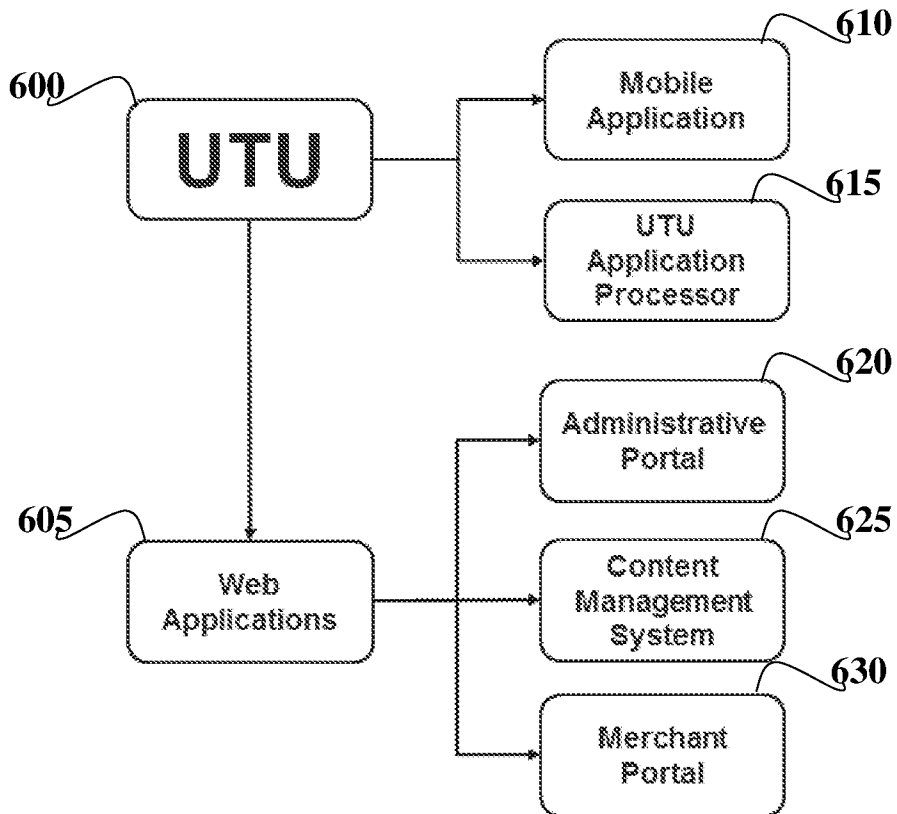 610
600
Mobile
Application
UTU
615
UTU
Application
Processor
620
Administrative
Portal
605
625
Web
Applications
Content
Management
System
630
Merchant
Portal